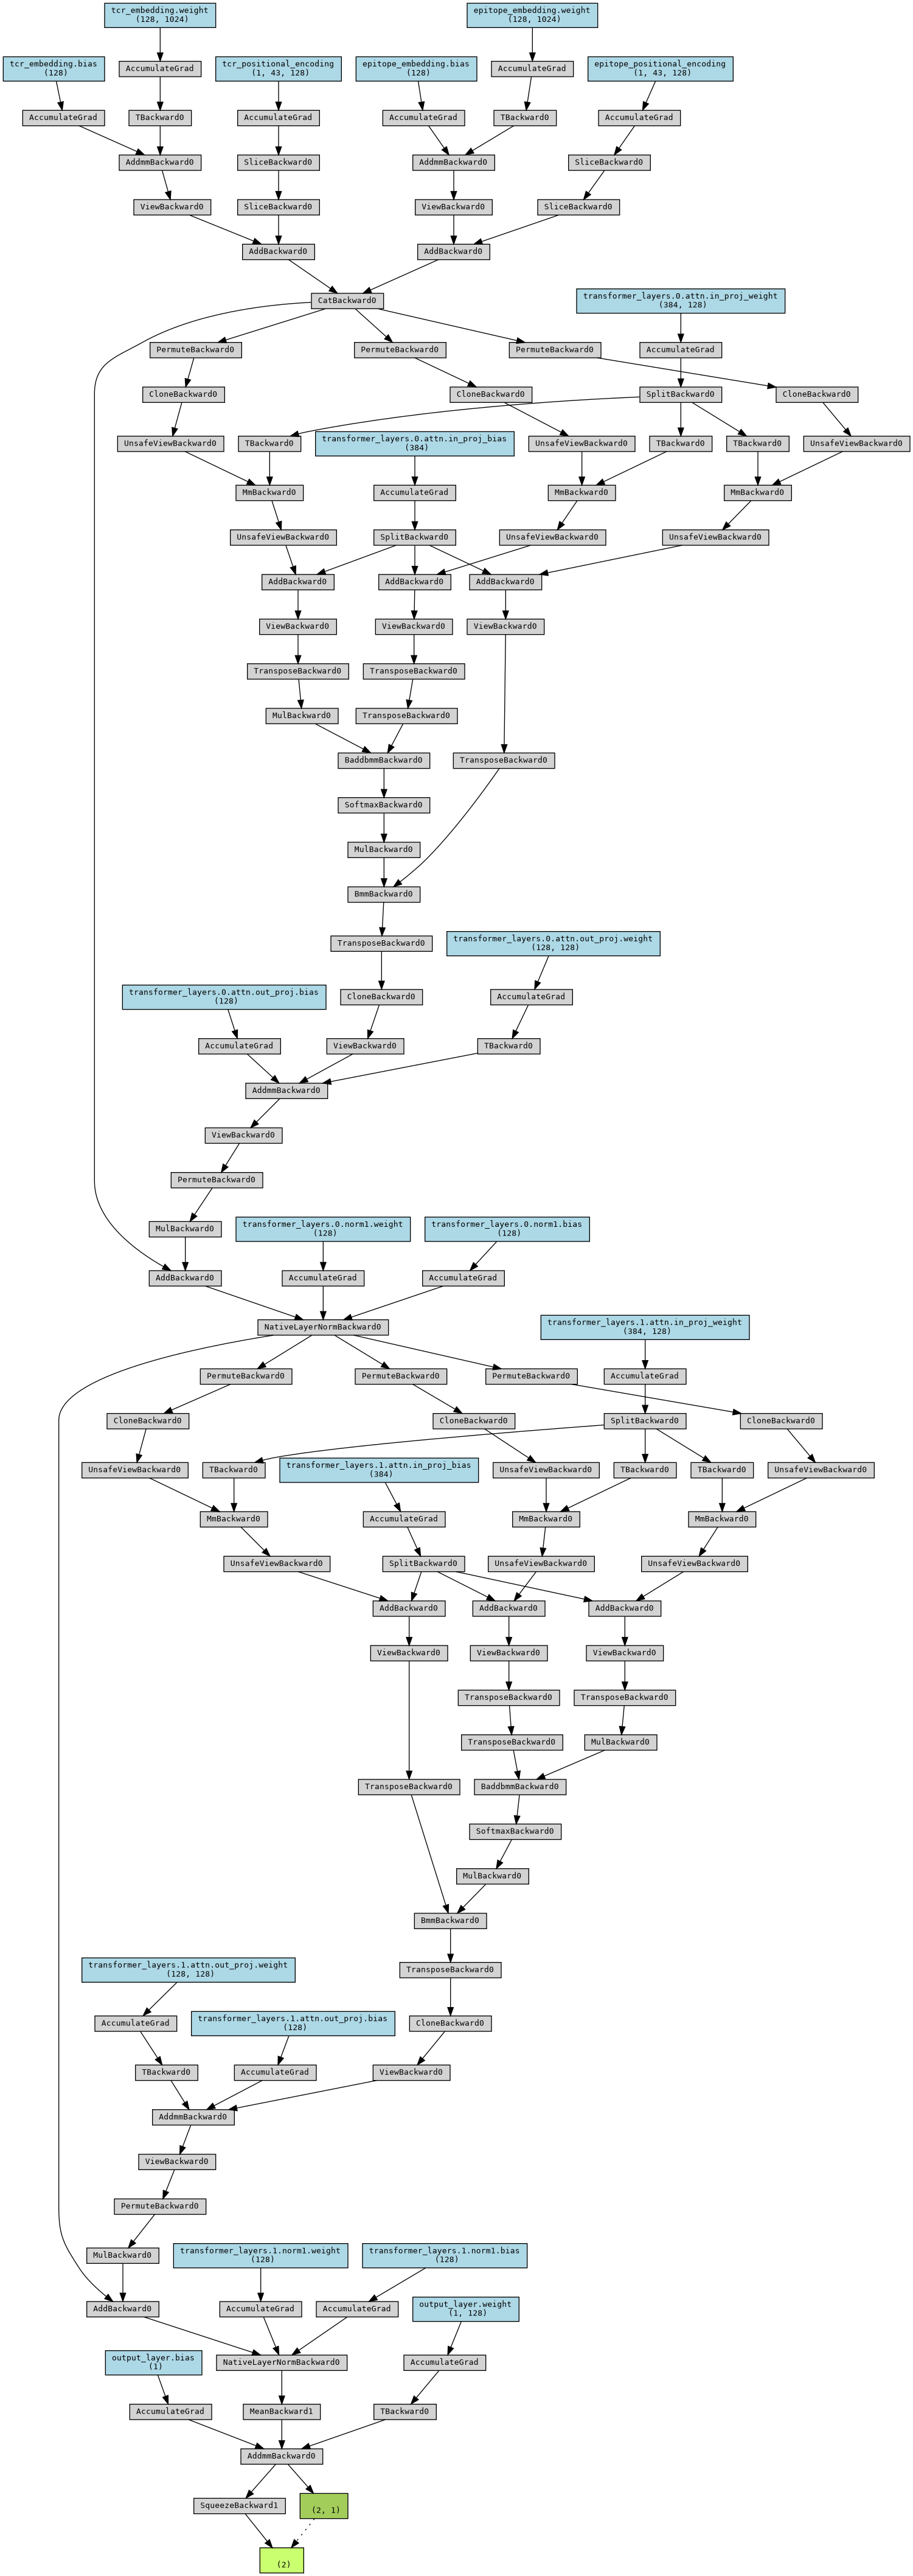 tcr_embedding.weight
(128, 1024)
epitope_embedding.weight
(128, 1024)
tcr_embedding.bias
(128)
AccumulateGrad
tcr_positional_encoding
(1, 43, 128)
epitope_embedding.bias
(128)
AccumulateGrad
epitope_positional_encoding
(1, 43, 128)
AccumulateGrad
TBackward0
AccumulateGrad
AccumulateGrad
TBackward0
AccumulateGrad
AddmmBackward0
SliceBackward0
AddmmBackward0
SliceBackward0
ViewBackward0
SliceBackward0
ViewBackward0
SliceBackward0
AddBackward0
AddBackward0
CatBackward0
transformer_layers.0.attn.in_proj_weight
(384, 128)
PermuteBackward0
PermuteBackward0
PermuteBackward0
AccumulateGrad
CloneBackward0
CloneBackward0
SplitBackward0
CloneBackward0
UnsafeViewBackward0
TBackward0
transformer_layers.0.attn.in_proj_bias
(384)
UnsafeViewBackward0
TBackward0
TBackward0
UnsafeViewBackward0
MmBackward0
AccumulateGrad
MmBackward0
MmBackward0
UnsafeViewBackward0
SplitBackward0
UnsafeViewBackward0
UnsafeViewBackward0
AddBackward0
AddBackward0
AddBackward0
ViewBackward0
ViewBackward0
ViewBackward0
TransposeBackward0
TransposeBackward0
MulBackward0
TransposeBackward0
BaddbmmBackward0
TransposeBackward0
SoftmaxBackward0
MulBackward0
BmmBackward0
TransposeBackward0
transformer_layers.0.attn.out_proj.weight
(128, 128)
transformer_layers.0.attn.out_proj.bias
(128)
CloneBackward0
AccumulateGrad
AccumulateGrad
ViewBackward0
TBackward0
AddmmBackward0
ViewBackward0
PermuteBackward0
MulBackward0
transformer_layers.0.norm1.weight
(128)
transformer_layers.0.norm1.bias
(128)
AddBackward0
AccumulateGrad
AccumulateGrad
NativeLayerNormBackward0
transformer_layers.1.attn.in_proj_weight
(384, 128)
PermuteBackward0
PermuteBackward0
PermuteBackward0
AccumulateGrad
CloneBackward0
CloneBackward0
SplitBackward0
CloneBackward0
UnsafeViewBackward0
TBackward0
transformer_layers.1.attn.in_proj_bias
(384)
UnsafeViewBackward0
TBackward0
TBackward0
UnsafeViewBackward0
MmBackward0
AccumulateGrad
MmBackward0
MmBackward0
UnsafeViewBackward0
SplitBackward0
UnsafeViewBackward0
UnsafeViewBackward0
AddBackward0
AddBackward0
AddBackward0
ViewBackward0
ViewBackward0
ViewBackward0
TransposeBackward0
TransposeBackward0
TransposeBackward0
MulBackward0
TransposeBackward0
BaddbmmBackward0
SoftmaxBackward0
MulBackward0
BmmBackward0
transformer_layers.1.attn.out_proj.weight
(128, 128)
TransposeBackward0
AccumulateGrad
transformer_layers.1.attn.out_proj.bias
(128)
CloneBackward0
TBackward0
AccumulateGrad
ViewBackward0
AddmmBackward0
ViewBackward0
PermuteBackward0
MulBackward0
transformer_layers.1.norm1.weight
(128)
transformer_layers.1.norm1.bias
(128)
AddBackward0
AccumulateGrad
AccumulateGrad
output_layer.weight
(1, 128)
output_layer.bias
(1)
NativeLayerNormBackward0
AccumulateGrad
AccumulateGrad
MeanBackward1
TBackward0
AddmmBackward0
SqueezeBackward1
(2, 1)
(2)